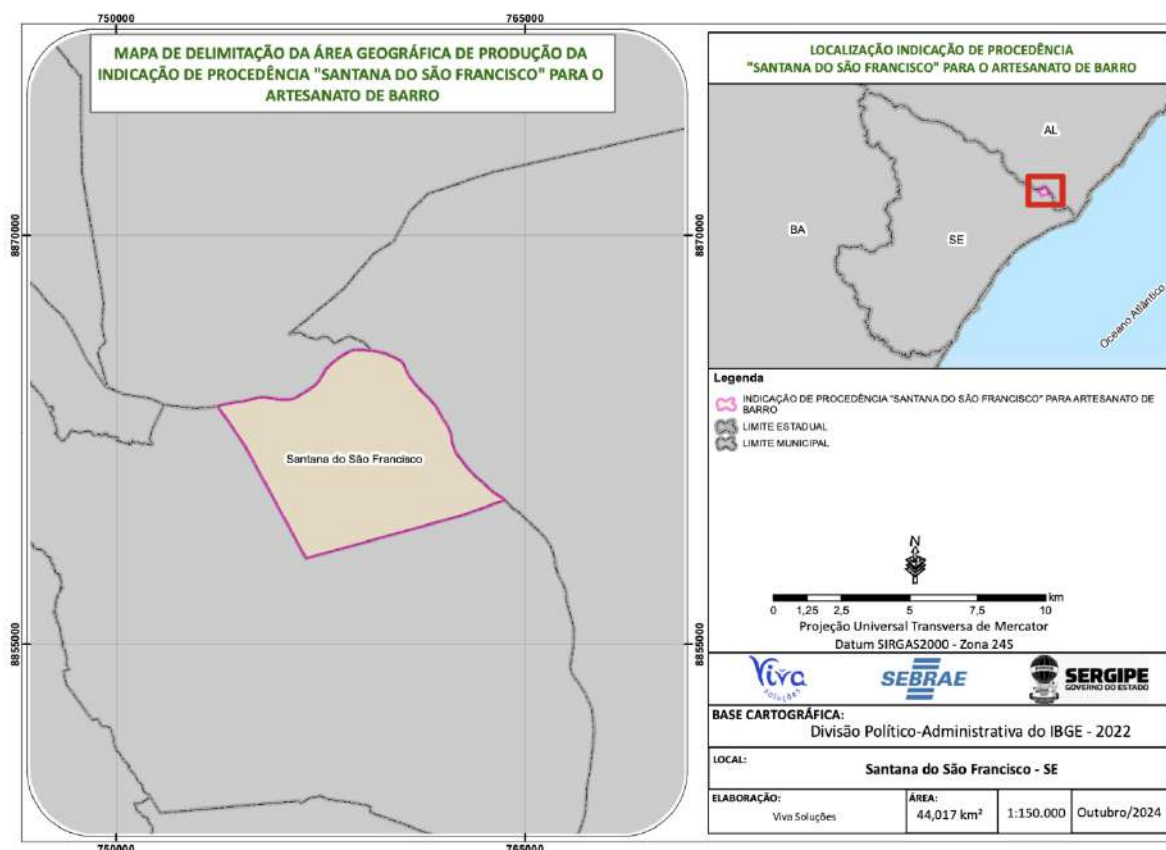 750000
765000
MAPA DE DELIMITAÇÃO DA ÁREA GEOGRÁFICA DE PRODUÇÃO DA
INDICAÇÃO DE PROCEDÊNCIA "SANTANA DO SÃO FRANCISCO" PARA O
ARTESANATO DE BARRO
8870000
8870000
Santana do São Francisco
8855000
8855000
750000
765000
LOCALIZAÇÃO INDICAÇÃO DE PROCEDÊNCIA
"SANTANA DO SÃO FRANCISCO" PARA O ARTESANATO DE BARRO
AL
BA
SE
Oceano Atlântico
Legenda
INDICAÇÃO DE PROCEDÊNCIA "SANTANA DO SÃO FRANCISCO" PARA ARTESANATO DE
BARRO
LIMITE ESTADUAL
LIMITE MUNICIPAL
N
km
0 1,25 2,5 5 7,5 10
Projeção Universal Transversa de Mercator
Datum SIRGAS2000 - Zona 24S
Viva
SOLUÇÕES
SEBRAE
SERGIPE
GOVERNO DO ESTADO
BASE CARTOGRÁFICA:
Divisão Político-Administrativa do IBGE - 2022
LOCAL:
Santana do São Francisco - SE
ELABORAÇÃO:
Viva Soluções
ÁREA:
44,017 km²
1:150.000
Outubro/2024